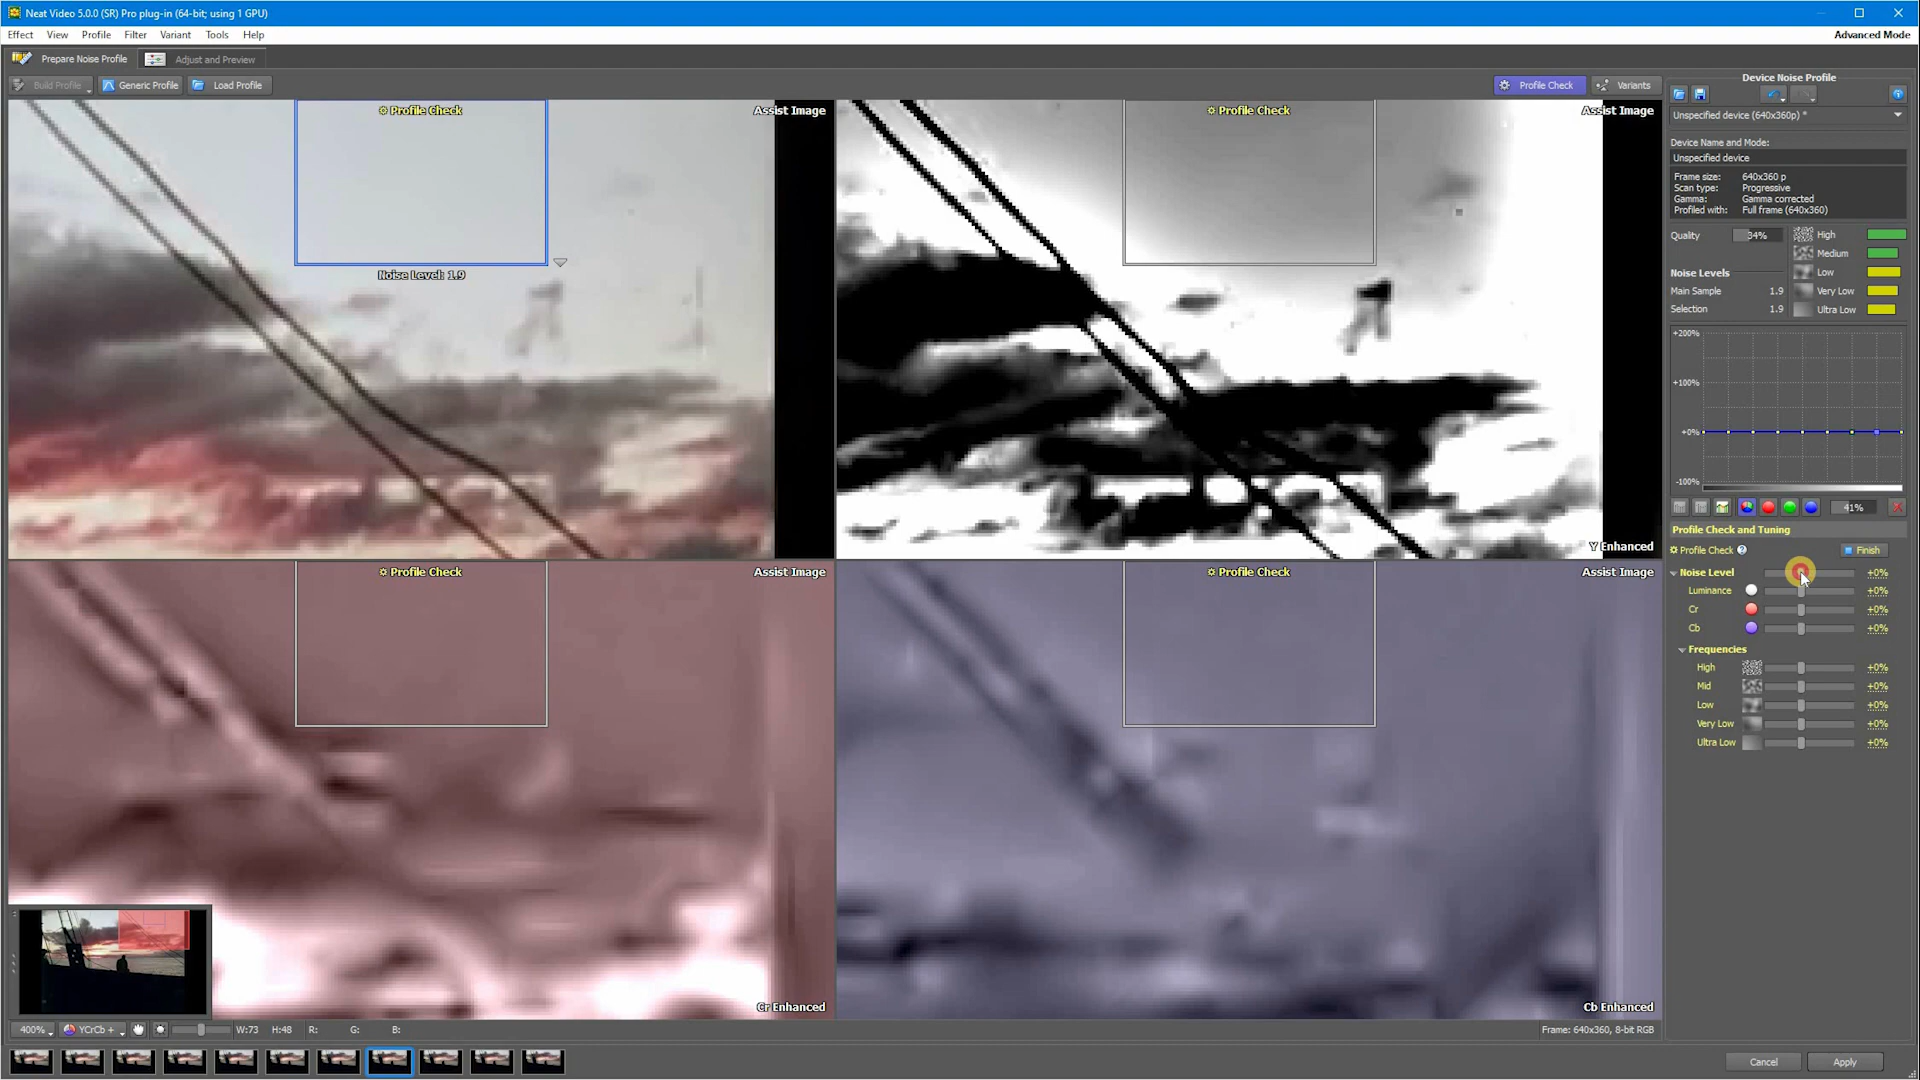 Neat Video 5.0.0 (SR) Pro plug-in (64-bit; using 1 GPU)
Effect View Profile Filter Variant Tools Help
Advanced Mode
Prepare Noise Profile
Adjust and Preview
Build Profile
Generic Profile
Load Profile
Profile Check
Variants
Profile Check
Assist Image
Noise Level: 1.9
Profile Check
Assist Image
Y Enhanced
Profile Check
Assist Image
Cr Enhanced
Profile Check
Assist Image
Cb Enhanced
Device Noise Profile
Unspecified device (640x360p) *
Device Name and Mode:
Unspecified device
Frame size: 640x360 p
Scan type: Progressive
Gamma: Gamma corrected
Profiled with: Full frame (640x360)
Quality 34%
High
Medium
Noise Levels
Low
Main Sample 1.9
Very Low
Selection 1.9
Ultra Low
+200%
+100%
+0%
-100%
41%
Profile Check and Tuning
Profile Check ?
Finish
Noise Level +0%
Luminance +0%
Cr +0%
Cb +0%
Frequencies
High +0%
Mid +0%
Low +0%
Very Low +0%
Ultra Low +0%
400% YCrCb + W:73 H:48 R: G: B:
Frame: 640x360, 8-bit RGB
Cancel
Apply